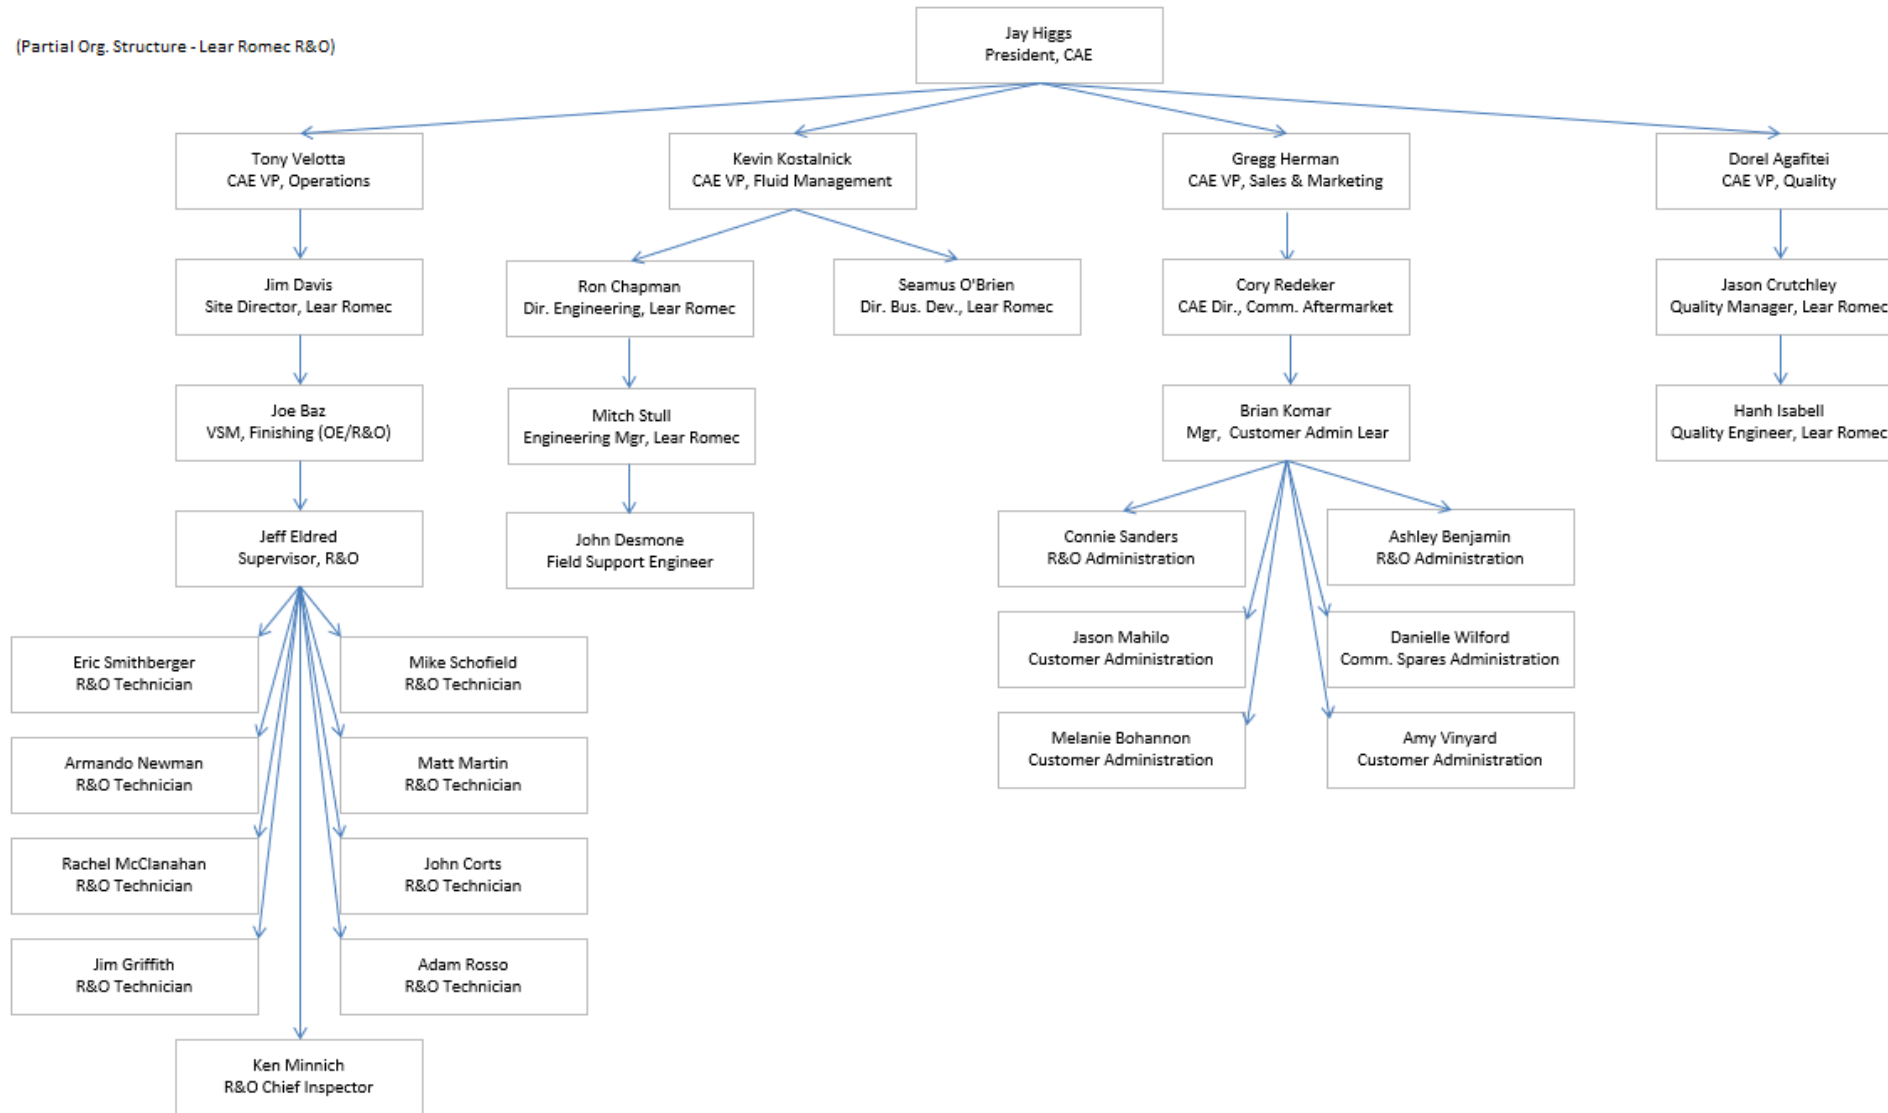 (Partial Org. Structure - Lear Romec R&O)
Jay Higgs
President, CAE
Tony Velotta
CAE VP, Operations
Kevin Kostalnick
CAE VP, Fluid Management
Gregg Herman
CAE VP, Sales & Marketing
Dorel Agafitei
CAE VP, Quality
Jim Davis
Site Director, Lear Romec
Ron Chapman
Dir. Engineering, Lear Romec
Seamus O'Brien
Dir. Bus. Dev., Lear Romec
Cory Redeker
CAE Dir., Comm. Aftermarket
Jason Crutchley
Quality Manager, Lear Romec
Joe Baz
VSM, Finishing (OE/R&O)
Mitch Stull
Engineering Mgr, Lear Romec
Brian Komar
Mgr, Customer Admin Lear
Hanh Isabell
Quality Engineer, Lear Romec
Jeff Eldred
Supervisor, R&O
John Desmone
Field Support Engineer
Connie Sanders
R&O Administration
Ashley Benjamin
R&O Administration
Eric Smithberger
R&O Technician
Mike Schofield
R&O Technician
Jason Mahilo
Customer Administration
Danielle Wilford
Comm. Spares Administration
Armando Newman
R&O Technician
Matt Martin
R&O Technician
Melanie Bohannon
Customer Administration
Amy Vinyard
Customer Administration
Rachel McClanahan
R&O Technician
John Corts
R&O Technician
Jim Griffith
R&O Technician
Adam Rosso
R&O Technician
Ken Minnich
R&O Chief Inspector